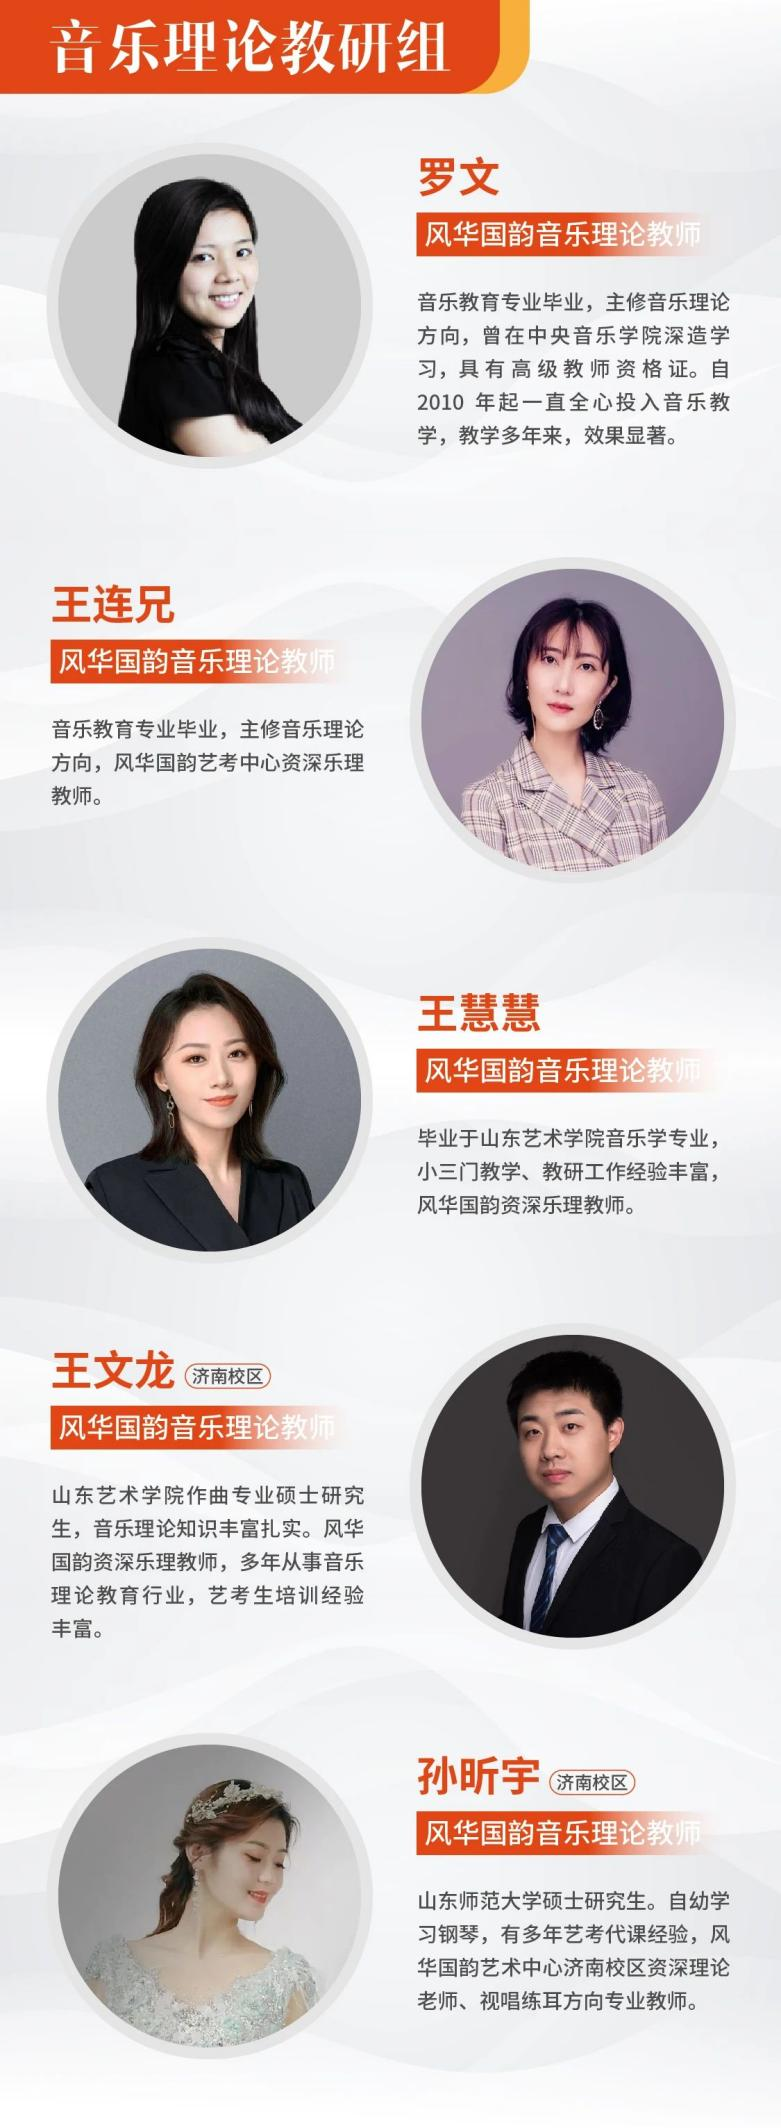 音乐理论教研组
罗文
风华国韵音乐理论教师
音乐教育专业毕业，主修音乐理论
方向，曾在中央音乐学院深造学
习，具有高级教师资格证。自
2010 年起一直全心投入音乐教
学，教学多年来，效果显著。
王连兄
风华国韵音乐理论教师
音乐教育专业毕业，主修音乐理论
方向，风华国韵艺考中心资深乐理
教师。
王慧慧
风华国韵音乐理论教师
毕业于山东艺术学院音乐学专业，
小三门教学、教研工作经验丰富，
风华国韵资深乐理教师。
王文龙 济南校区
风华国韵音乐理论教师
山东艺术学院作曲专业硕士研究
生，音乐理论知识丰富扎实。风华
国韵资深乐理教师，多年从事音乐
理论教育行业，艺考生培训经验
丰富。
孙昕宇 济南校区
风华国韵音乐理论教师
山东师范大学硕士研究生。自幼学
习钢琴，有多年艺考代课经验，风
华国韵艺术中心济南校区资深理论
老师、视唱练耳方向专业教师。